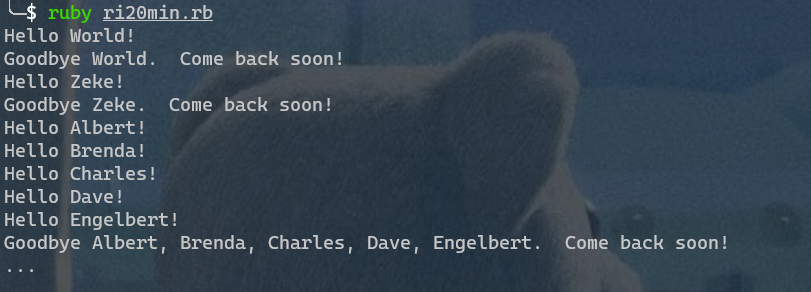 ╰─$ ruby ri20min.rb
Hello World!
Goodbye World.  Come back soon!
Hello Zeke!
Goodbye Zeke.  Come back soon!
Hello Albert!
Hello Brenda!
Hello Charles!
Hello Dave!
Hello Engelbert!
Goodbye Albert, Brenda, Charles, Dave, Engelbert.  Come back soon!
...